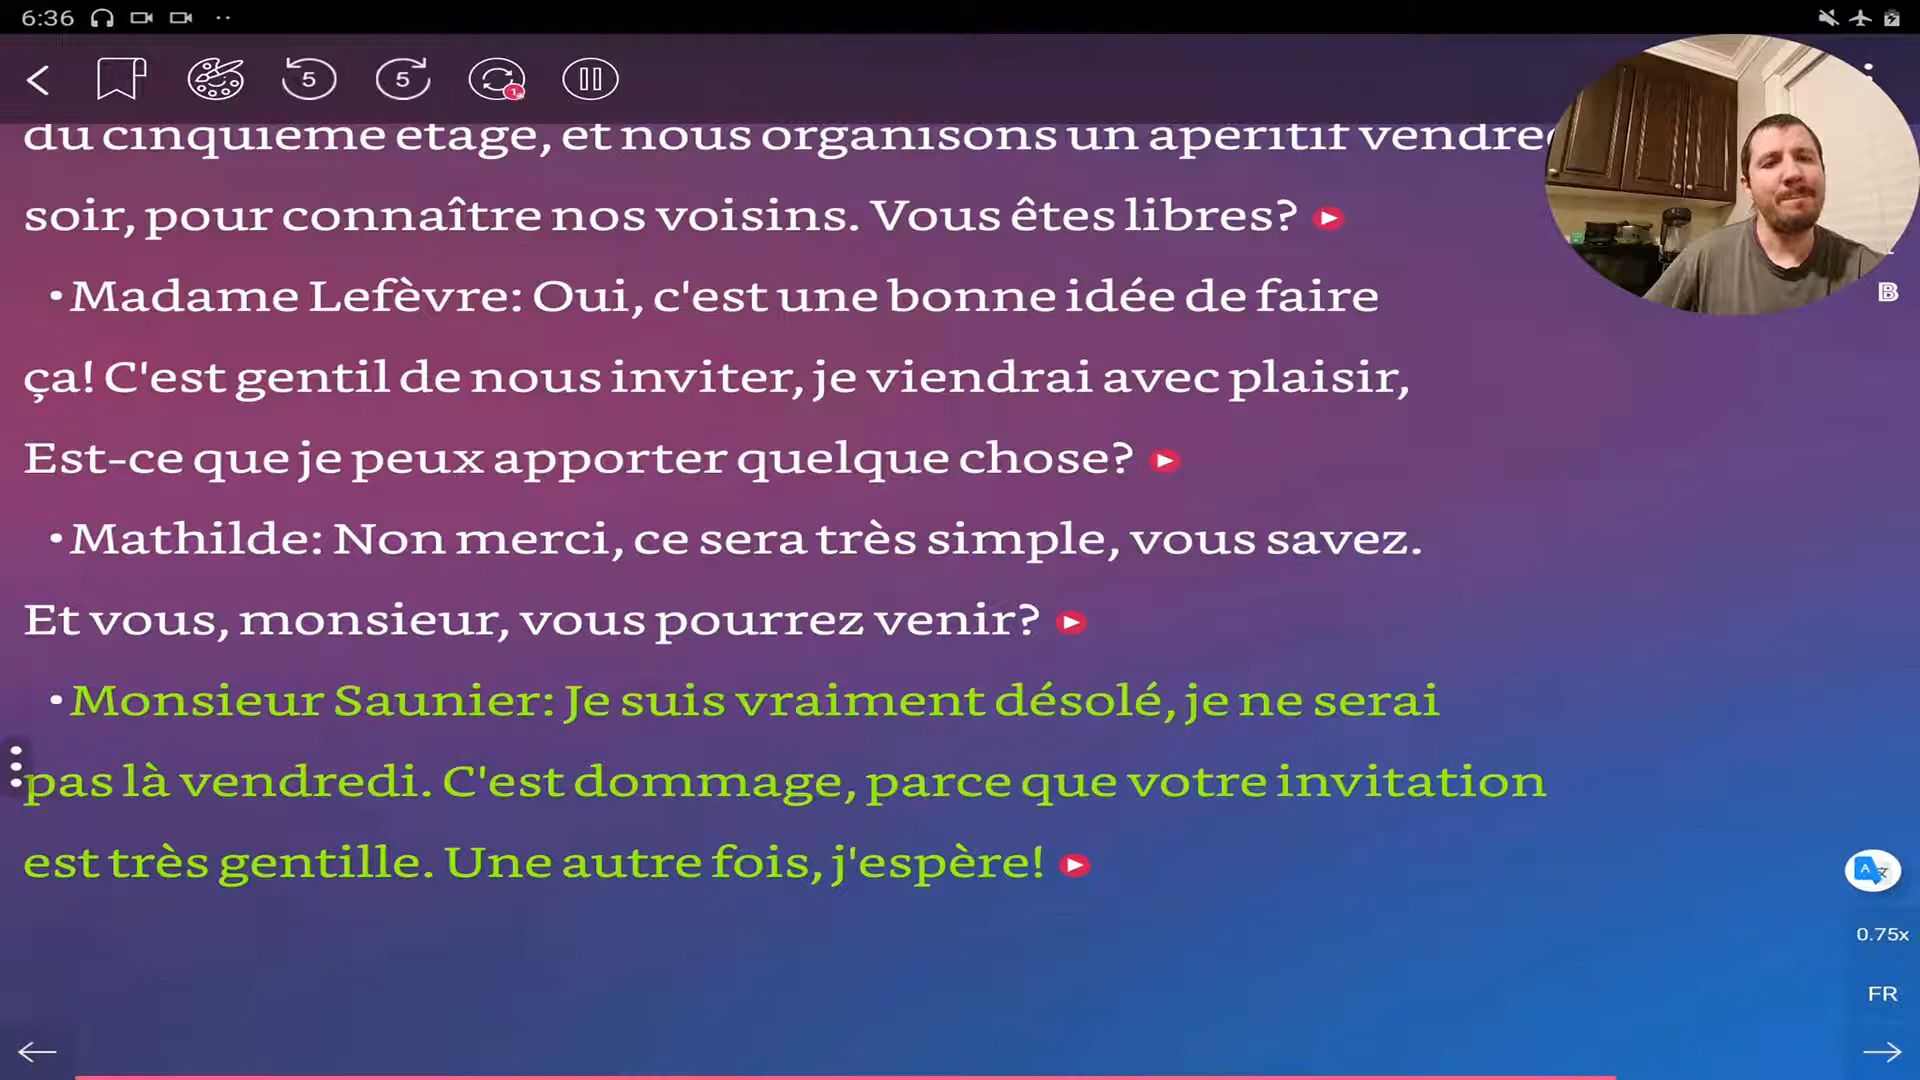 6:36
5 5 1
du cinquième étage, et nous organisons un apéritif
soir, pour connaître nos voisins. Vous êtes libres?
B
•Madame Lefèvre: Oui, c'est une bonne idée de faire
ça! C'est gentil de nous inviter, je viendrai avec plaisir,
Est-ce que je peux apporter quelque chose?
•Mathilde: Non merci, ce sera très simple, vous savez.
Et vous, monsieur, vous pourrez venir?
•Monsieur Saunier: Je suis vraiment désolé, je ne serai
pas là vendredi. C'est dommage, parce que votre invitation
est très gentille. Une autre fois, j'espère!
A
0.75x
FR